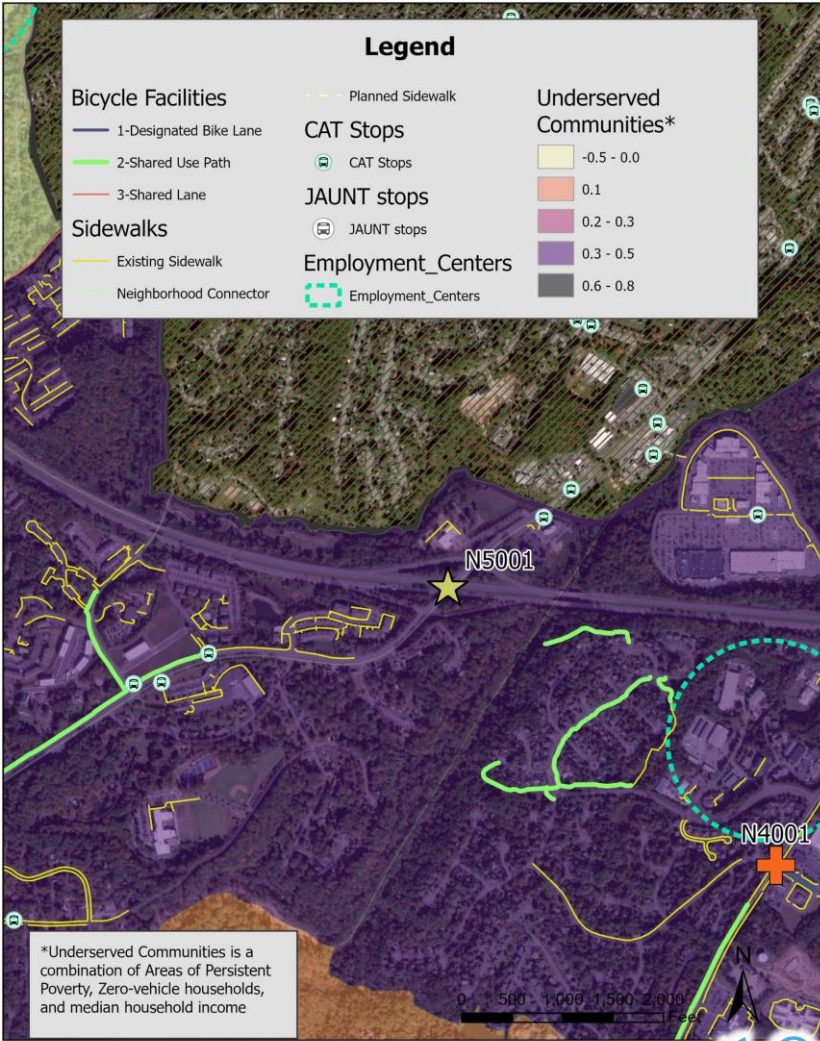 Legend
Bicycle Facilities
1-Designated Bike Lane
2-Shared Use Path
3-Shared Lane
Sidewalks
Existing Sidewalk
Neighborhood Connector
Planned Sidewalk
CAT Stops
CAT Stops
JAUNT stops
JAUNT stops
Employment_Centers
Employment_Centers
Underserved
Communities*
-0.5 - 0.0
0.1
0.2 - 0.3
0.3 - 0.5
0.6 - 0.8
N5001
N4001
*Underserved Communities is a
combination of Areas of Persistent
Poverty, Zero-vehicle households,
and median household income
N
0 500 1,000 1,500 2,000
Feet